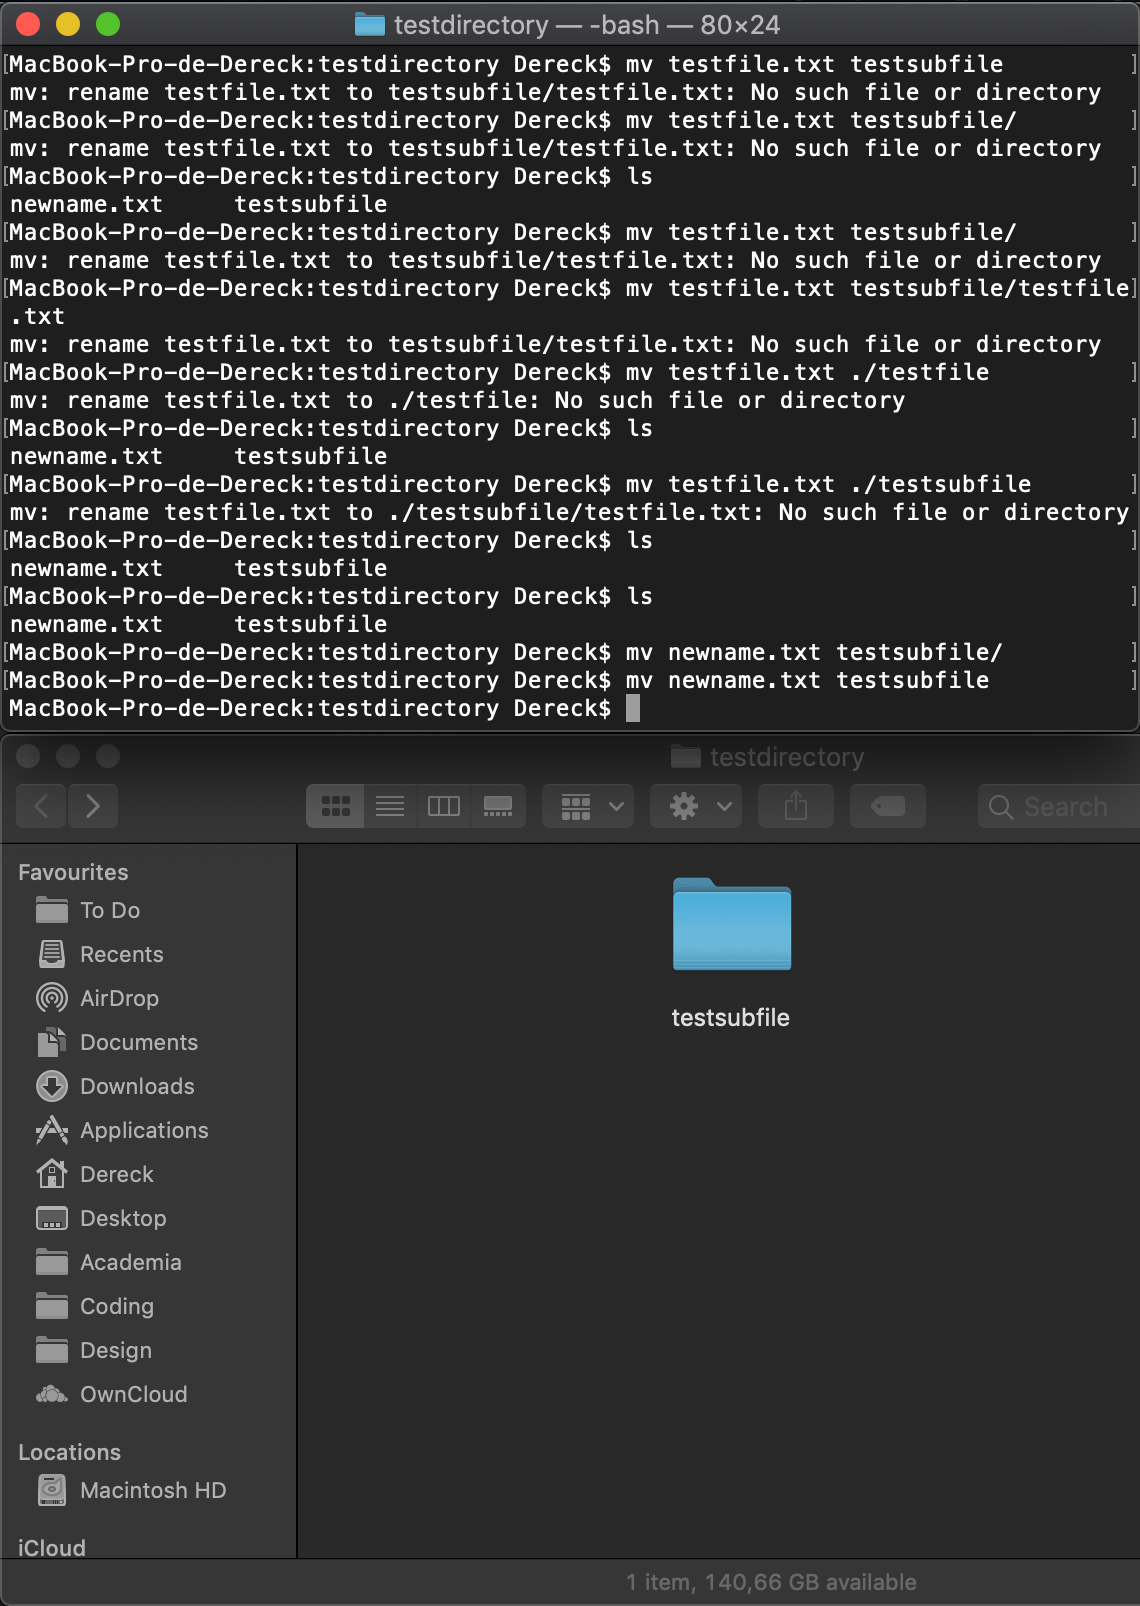 testdirectory — -bash — 80×24
[MacBook-Pro-de-Dereck:testdirectory Dereck$ mv testfile.txt testsubfile ]
mv: rename testfile.txt to testsubfile/testfile.txt: No such file or directory
[MacBook-Pro-de-Dereck:testdirectory Dereck$ mv testfile.txt testsubfile/ ]
mv: rename testfile.txt to testsubfile/testfile.txt: No such file or directory
[MacBook-Pro-de-Dereck:testdirectory Dereck$ ls ]
newname.txt testsubfile
[MacBook-Pro-de-Dereck:testdirectory Dereck$ mv testfile.txt testsubfile/ ]
mv: rename testfile.txt to testsubfile/testfile.txt: No such file or directory
[MacBook-Pro-de-Dereck:testdirectory Dereck$ mv testfile.txt testsubfile/testfile]
.txt
mv: rename testfile.txt to testsubfile/testfile.txt: No such file or directory
[MacBook-Pro-de-Dereck:testdirectory Dereck$ mv testfile.txt ./testfile ]
mv: rename testfile.txt to ./testfile: No such file or directory
[MacBook-Pro-de-Dereck:testdirectory Dereck$ ls ]
newname.txt testsubfile
[MacBook-Pro-de-Dereck:testdirectory Dereck$ mv testfile.txt ./testsubfile ]
mv: rename testfile.txt to ./testsubfile/testfile.txt: No such file or directory
[MacBook-Pro-de-Dereck:testdirectory Dereck$ ls ]
newname.txt testsubfile
[MacBook-Pro-de-Dereck:testdirectory Dereck$ ls ]
newname.txt testsubfile
[MacBook-Pro-de-Dereck:testdirectory Dereck$ mv newname.txt testsubfile/ ]
[MacBook-Pro-de-Dereck:testdirectory Dereck$ mv newname.txt testsubfile ]
MacBook-Pro-de-Dereck:testdirectory Dereck$
testdirectory
Search
Favourites
To Do
Recents
AirDrop
Documents
Downloads
Applications
Dereck
Desktop
Academia
Coding
Design
OwnCloud
Locations
Macintosh HD
iCloud
testsubfile
1 item, 140,66 GB available